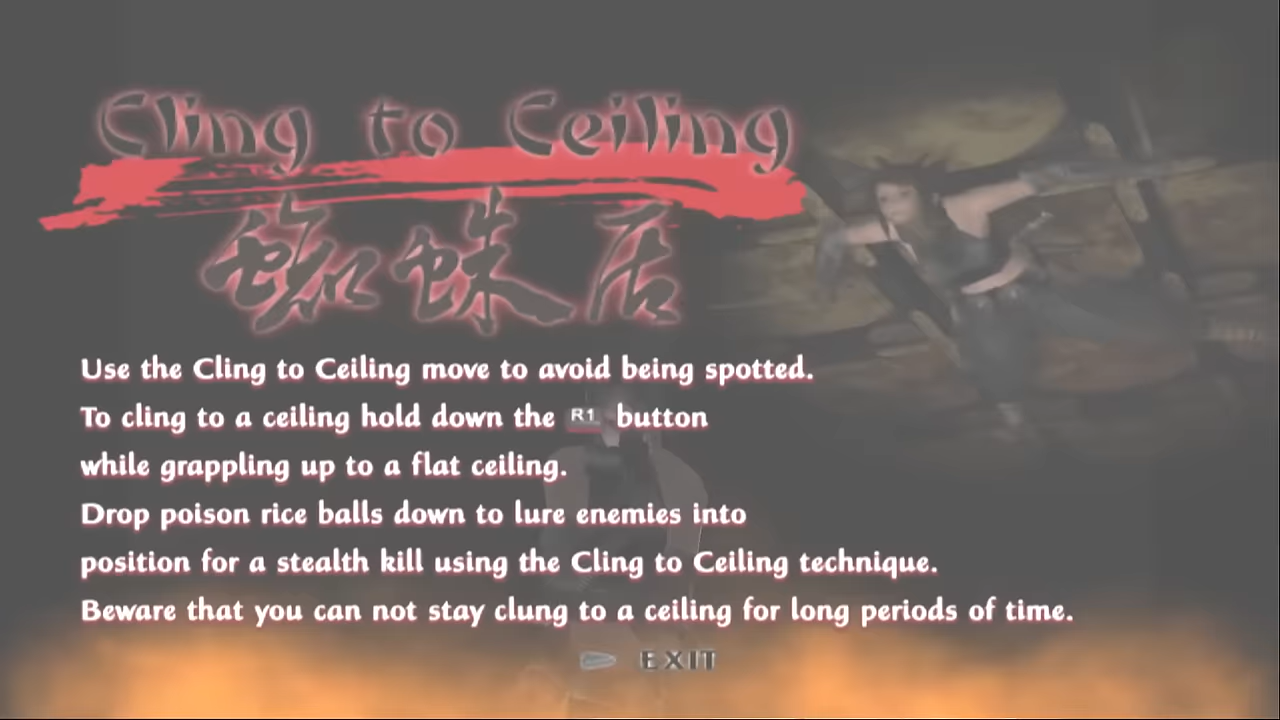 Cling to Ceiling
蜘蛛居
Use the Cling to Ceiling move to avoid being spotted.
To cling to a ceiling hold down the R1 button
while grappling up to a flat ceiling.
Drop poison rice balls down to lure enemies into
position for a stealth kill using the Cling to Ceiling technique.
Beware that you can not stay clung to a ceiling for long periods of time.
EXIT